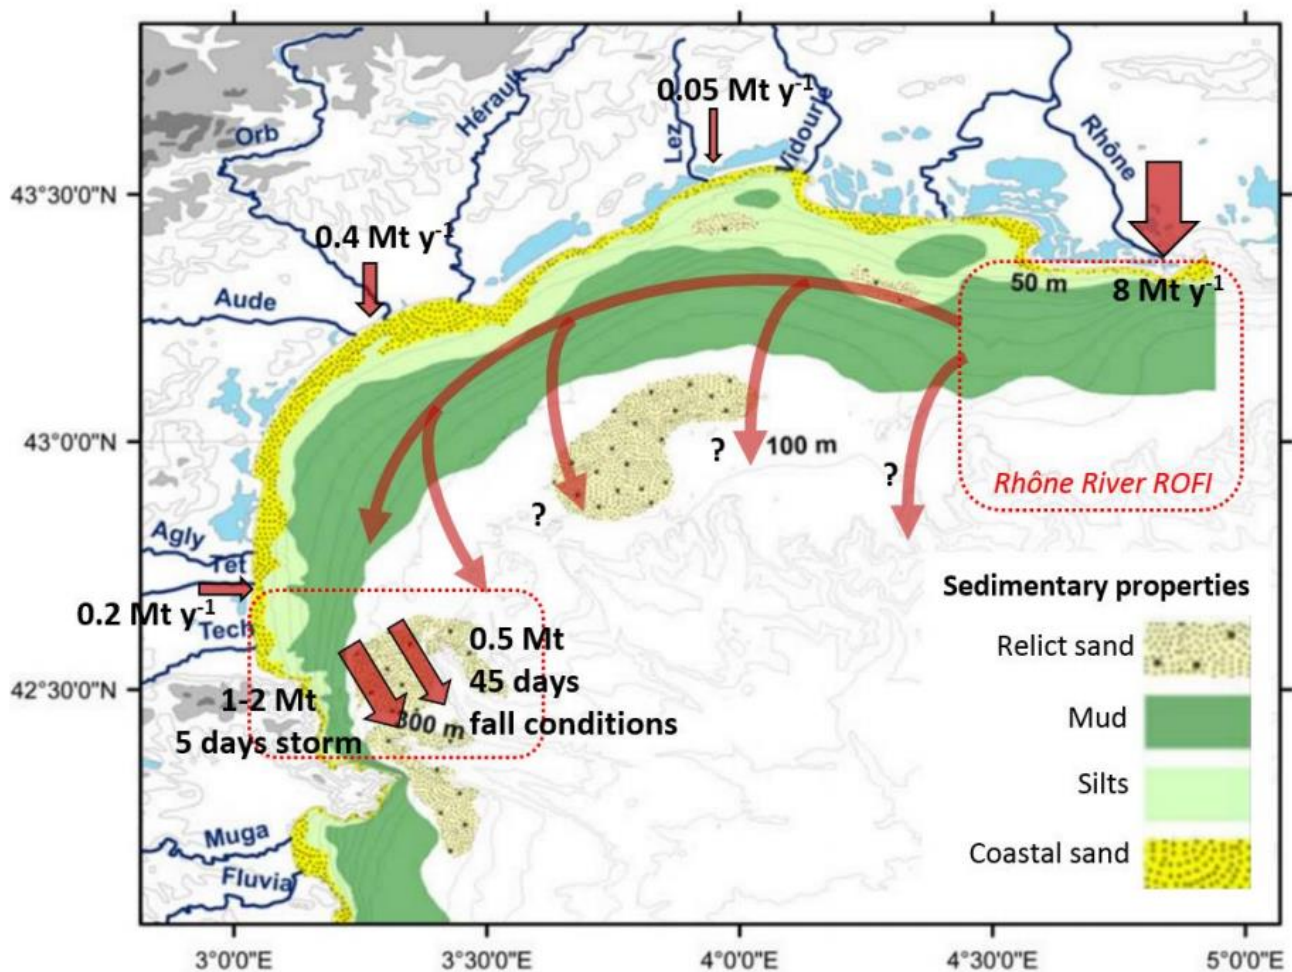 0.05 Mt y⁻¹
Orb
Hérault
Lez
Vidourle
Rhône
43°30'0"N
0.4 Mt y⁻¹
Aude
50 m
8 Mt y⁻¹
43°0'0"N
?
100 m
?
?
Rhône River ROFI
Agly
Tet
0.2 Mt y⁻¹
Tech
Sedimentary properties
Relict sand
Mud
Silts
Coastal sand
0.5 Mt
45 days
fall conditions
42°30'0"N
1-2 Mt
5 days storm
300 m
Muga
Fluvia
3°0'0"E
3°30'0"E
4°0'0"E
4°30'0"E
5°0'0"E